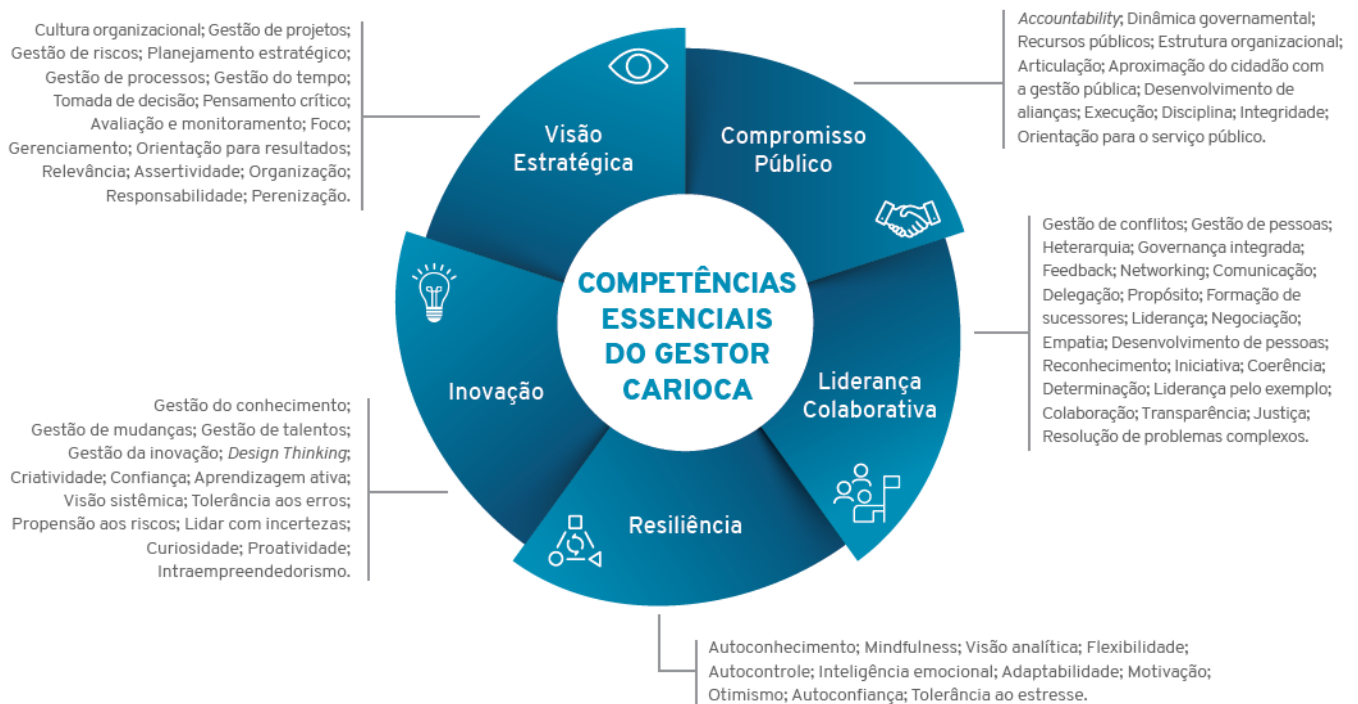 Cultura organizacional; Gestão de projetos;
Gestão de riscos; Planejamento estratégico;
Gestão de processos; Gestão do tempo;
Tomada de decisão; Pensamento crítico;
Avaliação e monitoramento; Foco;
Gerenciamento; Orientação para resultados;
Relevância; Assertividade; Organização;
Responsabilidade; Perenização.
Visão
Estratégica
Accountability; Dinâmica governamental;
Recursos públicos; Estrutura organizacional;
Articulação; Aproximação do cidadão com
a gestão pública; Desenvolvimento de
alianças; Execução; Disciplina; Integridade;
Orientação para o serviço público.
Compromisso
Público
COMPETÊNCIAS
ESSENCIAIS
DO GESTOR
CARIOCA
Gestão de conflitos; Gestão de pessoas;
Heterarquia; Governança integrada;
Feedback; Networking; Comunicação;
Delegação; Propósito; Formação de
sucessores; Liderança; Negociação;
Empatia; Desenvolvimento de pessoas;
Reconhecimento; Iniciativa; Coerência;
Determinação; Liderança pelo exemplo;
Colaboração; Transparência; Justiça;
Resolução de problemas complexos.
Liderança
Colaborativa
Inovação
Gestão do conhecimento;
Gestão de mudanças; Gestão de talentos;
Gestão da inovação; Design Thinking;
Criatividade; Confiança; Aprendizagem ativa;
Visão sistêmica; Tolerância aos erros;
Propensão aos riscos; Lidar com incertezas;
Curiosidade; Proatividade;
Intraempreendedorismo.
Resiliência
Autoconhecimento; Mindfulness; Visão analítica; Flexibilidade;
Autocontrole; Inteligência emocional; Adaptabilidade; Motivação;
Otimismo; Autoconfiança; Tolerância ao estresse.